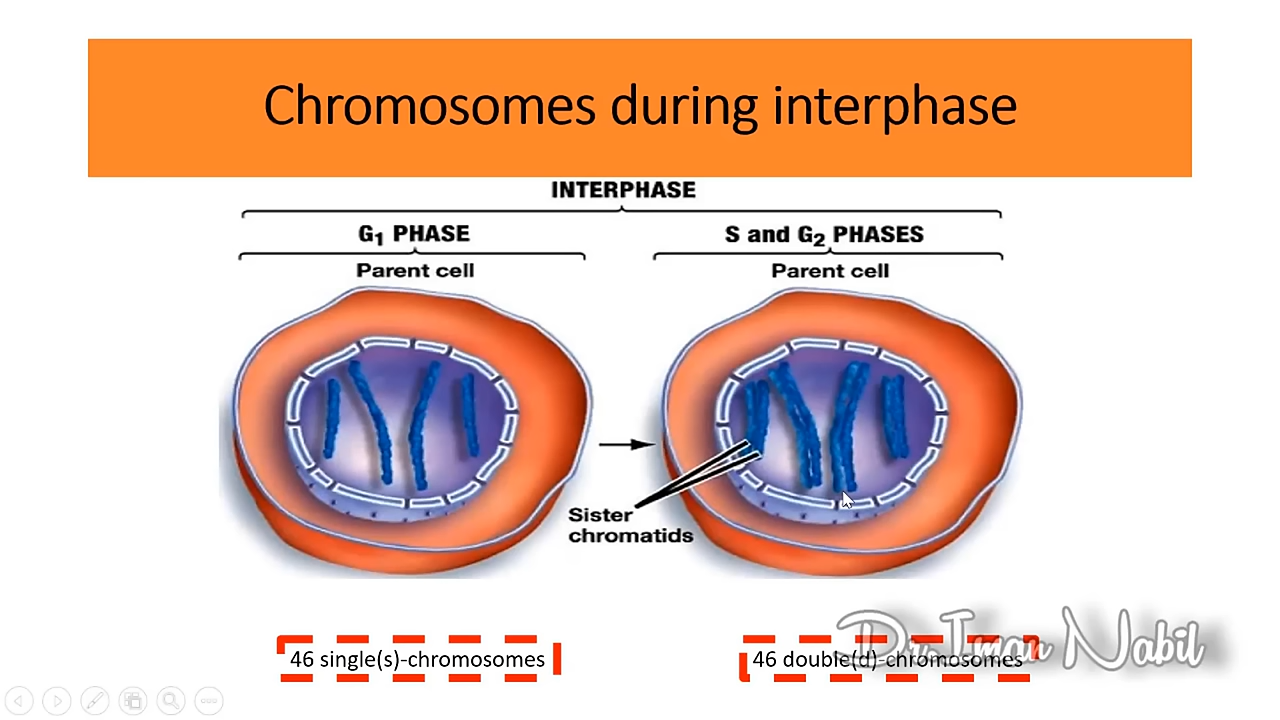 Chromosomes during interphase
INTERPHASE
G₁ PHASE
S and G₂ PHASES
Parent cell
Parent cell
Sister
chromatids
46 single(s)-chromosomes
46 double(d)-chromosomes
Dr.Iman Nabil